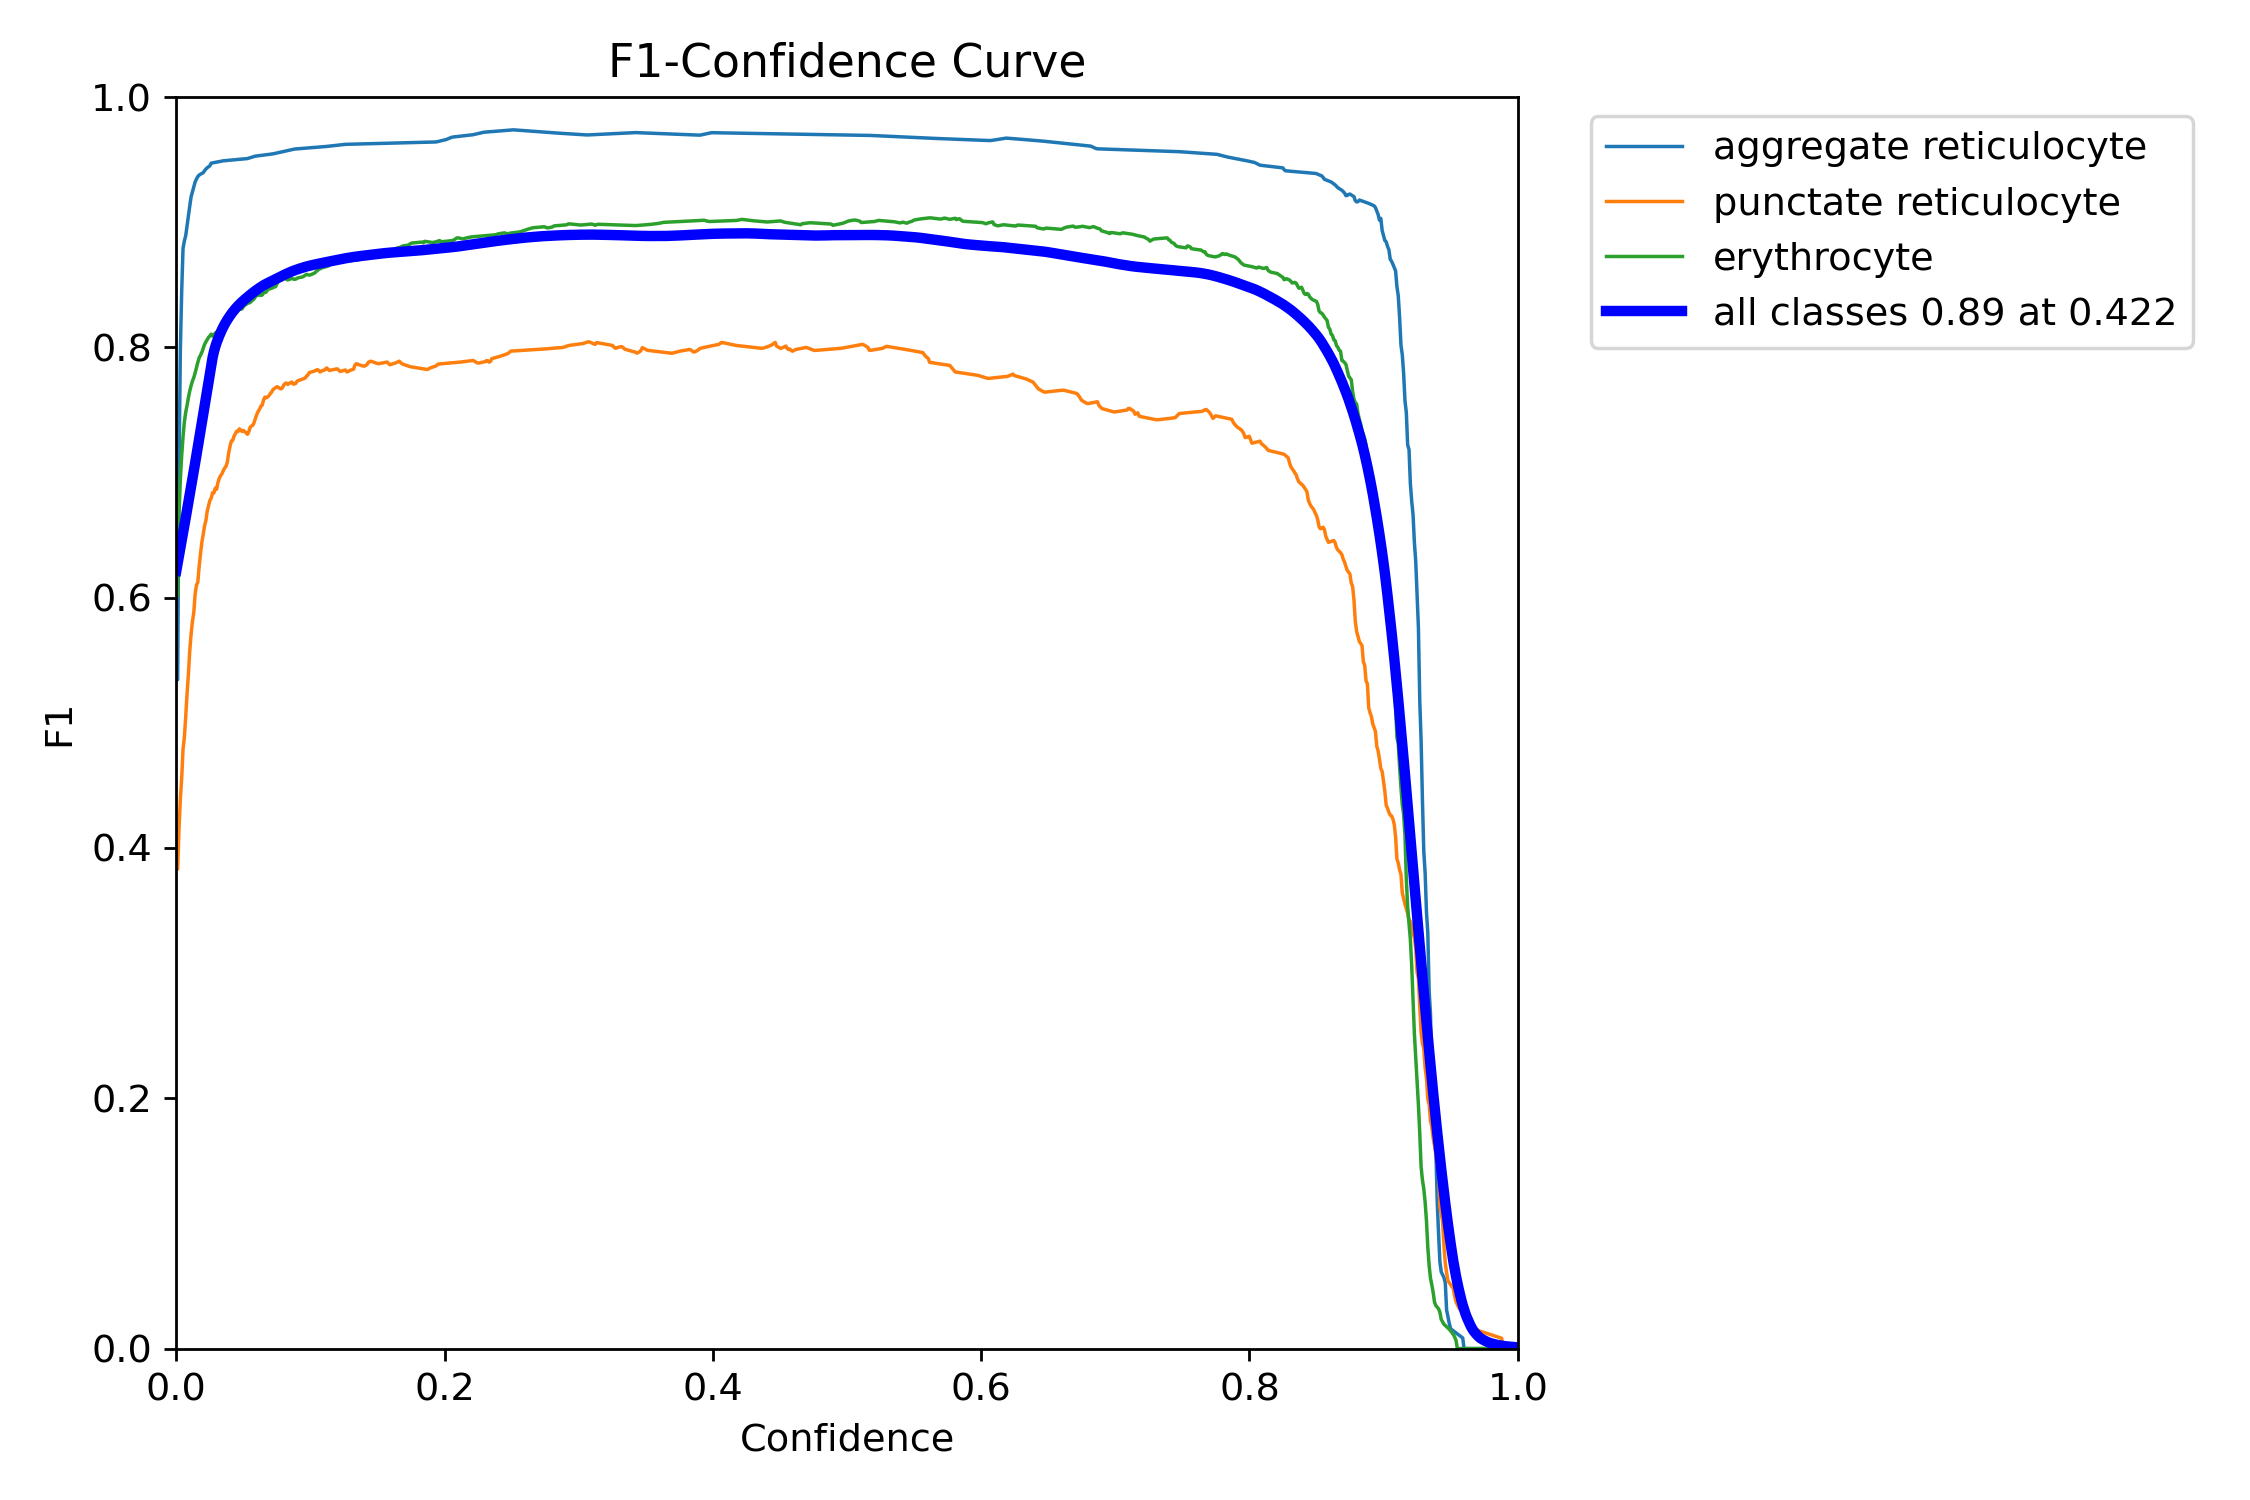 F1-Confidence Curve
1.0
0.8
0.6
0.4
0.2
0.0
F1
0.0 0.2 0.4 0.6 0.8 1.0
Confidence
aggregate reticulocyte
punctate reticulocyte
erythrocyte
all classes 0.89 at 0.422